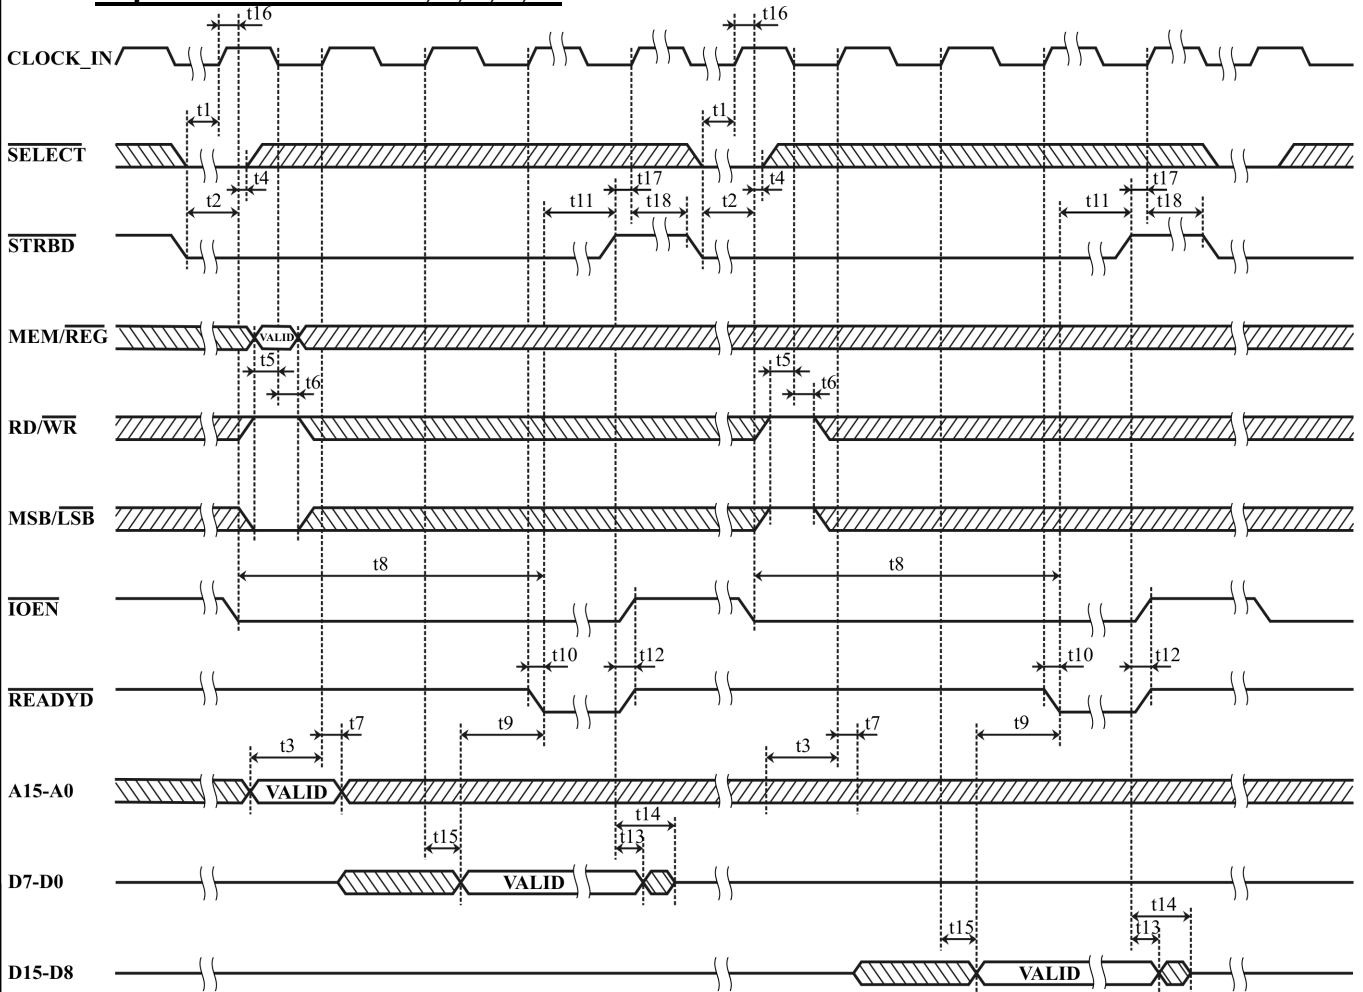 t16 t16
CLOCK_IN
t1 t1
SELECT
t4 t17 t4 t17
t2 t11 t18 t2 t11 t18
STRBD
MEM/REG VALID
t5 t5
t6 t6
RD/WR
MSB/LSB
t8 t8
IOEN
t10 t12 t10 t12
READYD
t7 t9 t7 t9
t3 t3
A15-A0 VALID
t14
t15 t13
D7-D0 VALID
t14
t15 t13
D15-D8 VALID